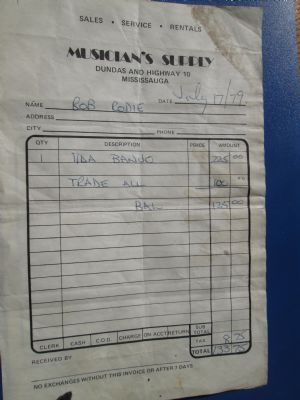 SALES • SERVICE • RENTALS
MUSICIAN'S SUPPLY
DUNDAS AND HIGHWAY 10
MISSISSAUGA
DATE July 17/79
NAME BOB
ADDRESS
CITY PHONE
QTY DESCRIPTION PRICE AMOUNT
1 BANJO 225 00
TRADE ALL 100 00
BAL 125 00
CLERK CASH C.O.D. CHARGE ON ACCT RETURN SUB TOTAL
TAX 8.75
TOTAL 133.75
RECEIVED BY
NO EXCHANGES WITHOUT THIS INVOICE OR AFTER 7 DAYS